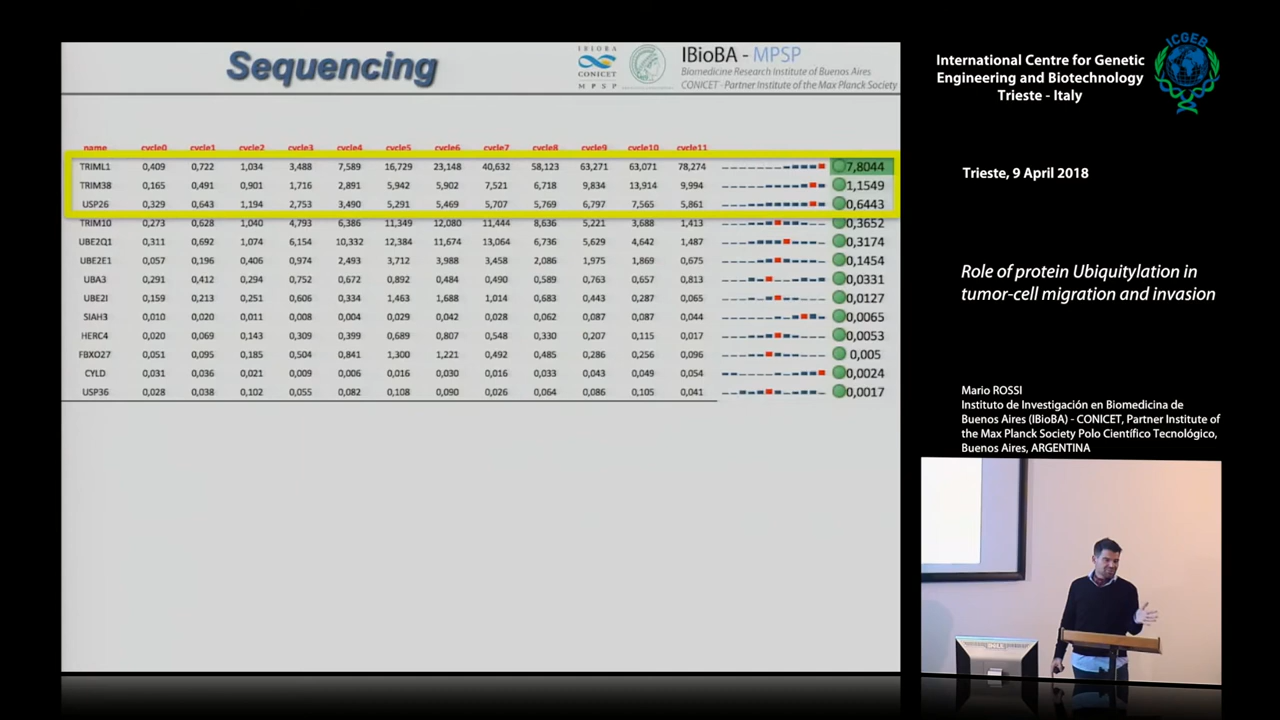 Sequencing
IBIOBA
CONICET
M P S P
IBioBA - MPSP
Biomedicine Research Institute of Buenos Aires
CONICET - Partner Institute of the Max Planck Society
name cycle0 cycle1 cycle2 cycle3 cycle4 cycle5 cycle6 cycle7 cycle8 cycle9 cycle10 cycle11
TRIML1 0,409 0,722 1,034 3,488 7,589 16,729 23,148 40,632 58,123 63,271 63,071 78,274 7,8044
TRIM38 0,165 0,491 0,901 1,716 2,891 5,942 5,902 7,521 6,718 9,834 13,914 9,994 1,1549
USP26 0,329 0,643 1,194 2,753 3,490 5,291 5,469 5,707 5,769 6,797 7,565 5,861 0,6443
TRIM10 0,273 0,628 1,040 4,793 6,386 11,349 12,080 11,444 8,636 5,221 3,688 1,413 0,3652
UBE2Q1 0,311 0,692 1,074 6,154 10,332 12,384 11,674 13,064 6,736 5,629 4,642 1,487 0,3174
UBE2E1 0,057 0,196 0,406 0,974 2,493 3,712 3,988 3,458 2,086 1,975 1,869 0,675 0,1454
UBA3 0,291 0,412 0,294 0,752 0,672 0,892 0,484 0,490 0,589 0,763 0,657 0,813 0,0331
UBE2I 0,159 0,213 0,251 0,606 0,334 1,463 1,688 1,014 0,683 0,443 0,287 0,065 0,0127
SIAH3 0,010 0,020 0,011 0,008 0,004 0,029 0,042 0,028 0,062 0,087 0,087 0,044 0,0065
HERC4 0,020 0,069 0,143 0,309 0,399 0,689 0,807 0,548 0,330 0,207 0,115 0,017 0,0053
FBXO27 0,051 0,095 0,185 0,504 0,841 1,300 1,221 0,492 0,485 0,286 0,256 0,096 0,005
CYLD 0,031 0,036 0,021 0,009 0,006 0,016 0,030 0,016 0,033 0,043 0,049 0,054 0,0024
USP36 0,028 0,038 0,102 0,055 0,082 0,108 0,090 0,026 0,064 0,086 0,105 0,041 0,0017
International Centre for Genetic
Engineering and Biotechnology
Trieste - Italy
ICGEB
Trieste, 9 April 2018
Role of protein Ubiquitylation in
tumor-cell migration and invasion
Mario ROSSI
Instituto de Investigación en Biomedicina de
Buenos Aires (IBioBA) - CONICET, Partner Institute of
the Max Planck Society Polo Científico Tecnológico,
Buenos Aires, ARGENTINA